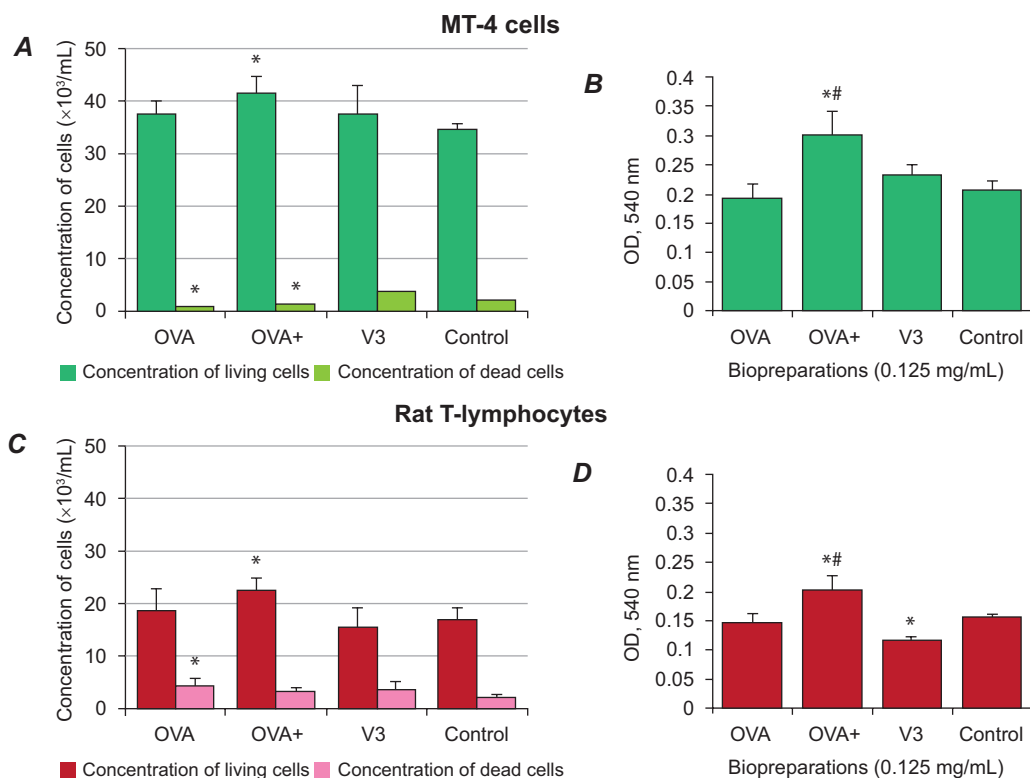 MT-4 cells
A
Concentration of cells (×10³/mL)
50
40
30
20
10
0
*
*
*
OVA
OVA+
V3
Control
Concentration of living cells
Concentration of dead cells
B
OD, 540 nm
0.4
0.35
0.3
0.25
0.2
0.15
0.1
0.05
0
*#
OVA
OVA+
V3
Control
Biopreparations (0.125 mg/mL)
Rat T-lymphocytes
C
Concentration of cells (×10³/mL)
50
40
30
20
10
0
*
*
OVA
OVA+
V3
Control
Concentration of living cells
Concentration of dead cells
D
OD, 540 nm
0.4
0.35
0.3
0.25
0.2
0.15
0.1
0.05
0
*#
*
OVA
OVA+
V3
Control
Biopreparations (0.125 mg/mL)